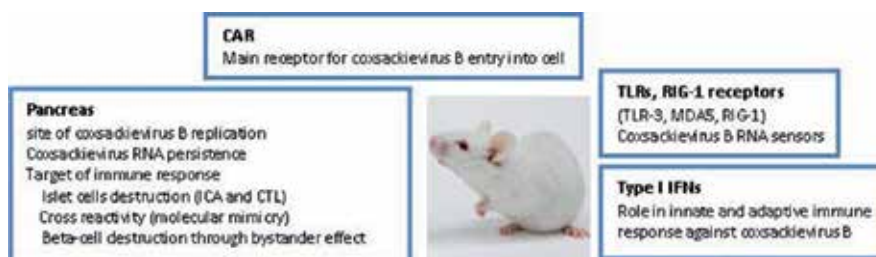 CAR
Main receptor for coxsackievirus B entry into cell
Pancreas
site of coxsackievirus B replication
Coxsackievirus RNA persistence
Target of immune response
Islet cells destruction (ICA and CTL)
Cross reactivity (molecular mimicry)
Beta-cell destruction through bystander effect
TLRs, RIG-1 receptors
(TLR-3, MDA5, RIG-1)
Coxsackievirus B RNA sensors
Type I IFNs
Role in innate and adaptive immune
response against coxsackievirus B